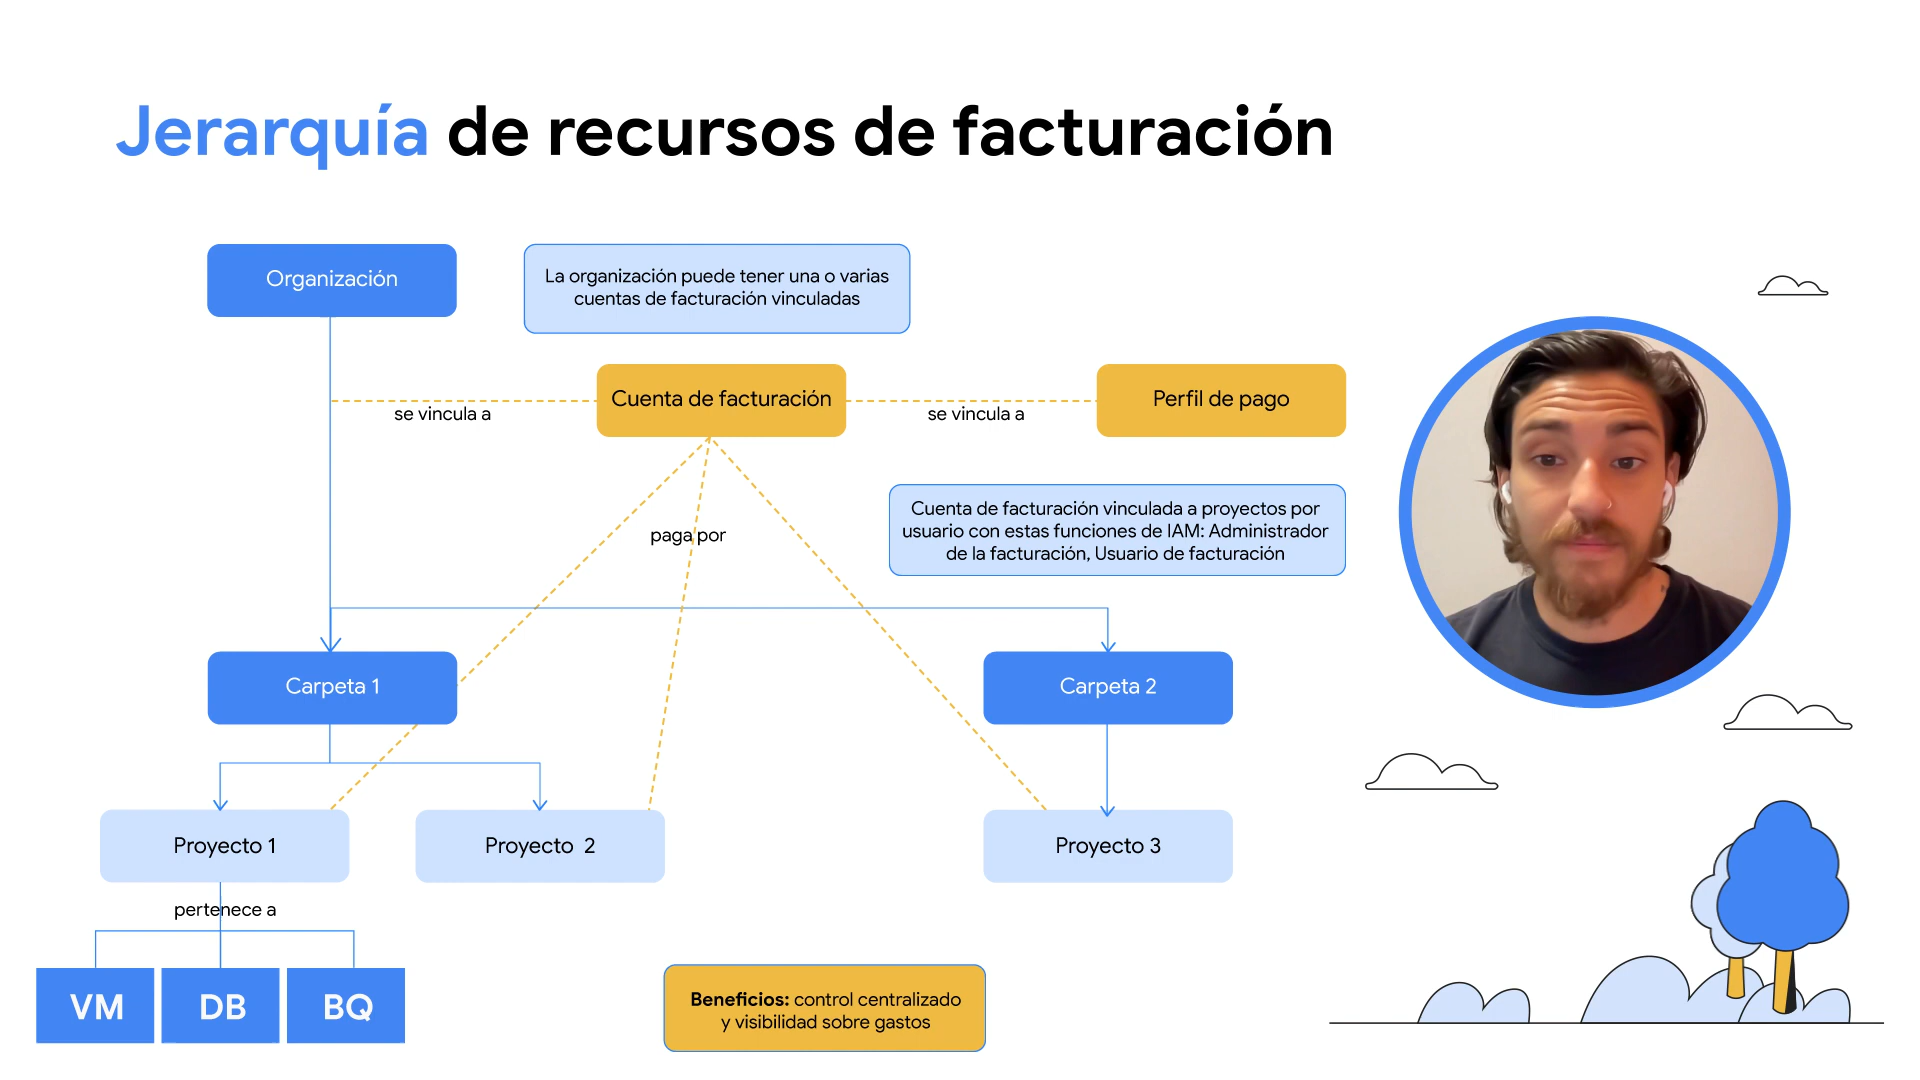 Jerarquía de recursos de facturación
Organización
La organización puede tener una o varias
cuentas de facturación vinculadas
Cuenta de facturación
Perfil de pago
se vincula a
se vincula a
Cuenta de facturación vinculada a proyectos por
usuario con estas funciones de IAM: Administrador
de la facturación, Usuario de facturación
paga por
Carpeta 1
Carpeta 2
Proyecto 1
Proyecto 2
Proyecto 3
pertenece a
VM
DB
BQ
Beneficios: control centralizado
y visibilidad sobre gastos